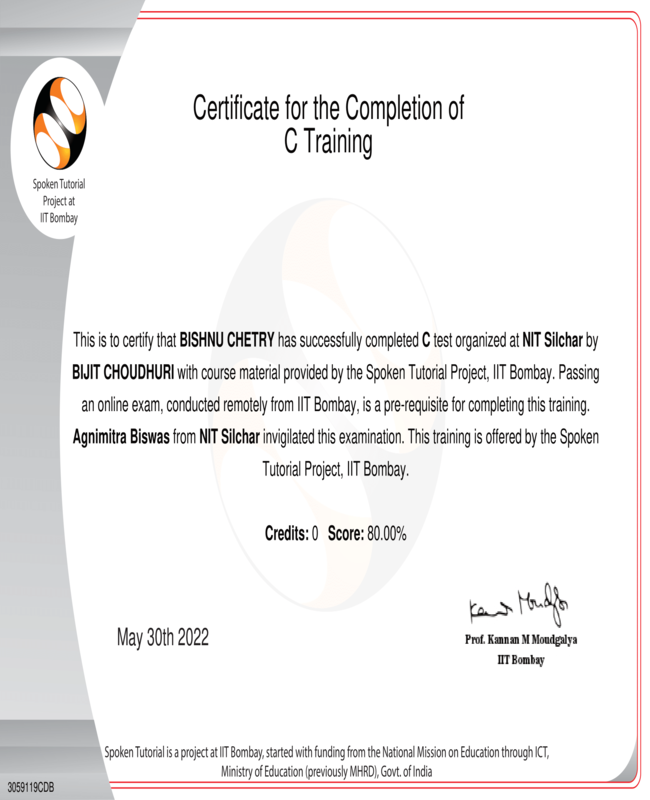 Certificate for the Completion of
C Training
Spoken Tutorial
Project at
IIT Bombay
This is to certify that BISHNU CHETRY has successfully completed C test organized at NIT Silchar by
BIJIT CHOUDHURI with course material provided by the Spoken Tutorial Project, IIT Bombay. Passing
an online exam, conducted remotely from IIT Bombay, is a pre-requisite for completing this training.
Agnimitra Biswas from NIT Silchar invigilated this examination. This training is offered by the Spoken
Tutorial Project, IIT Bombay.
Credits: 0 Score: 80.00%
Kannan Moudgalya
May 30th 2022
Prof. Kannan M Moudgalya
IIT Bombay
Spoken Tutorial is a project at IIT Bombay, started with funding from the National Mission on Education through ICT,
Ministry of Education (previously MHRD), Govt. of India
3059119CDB